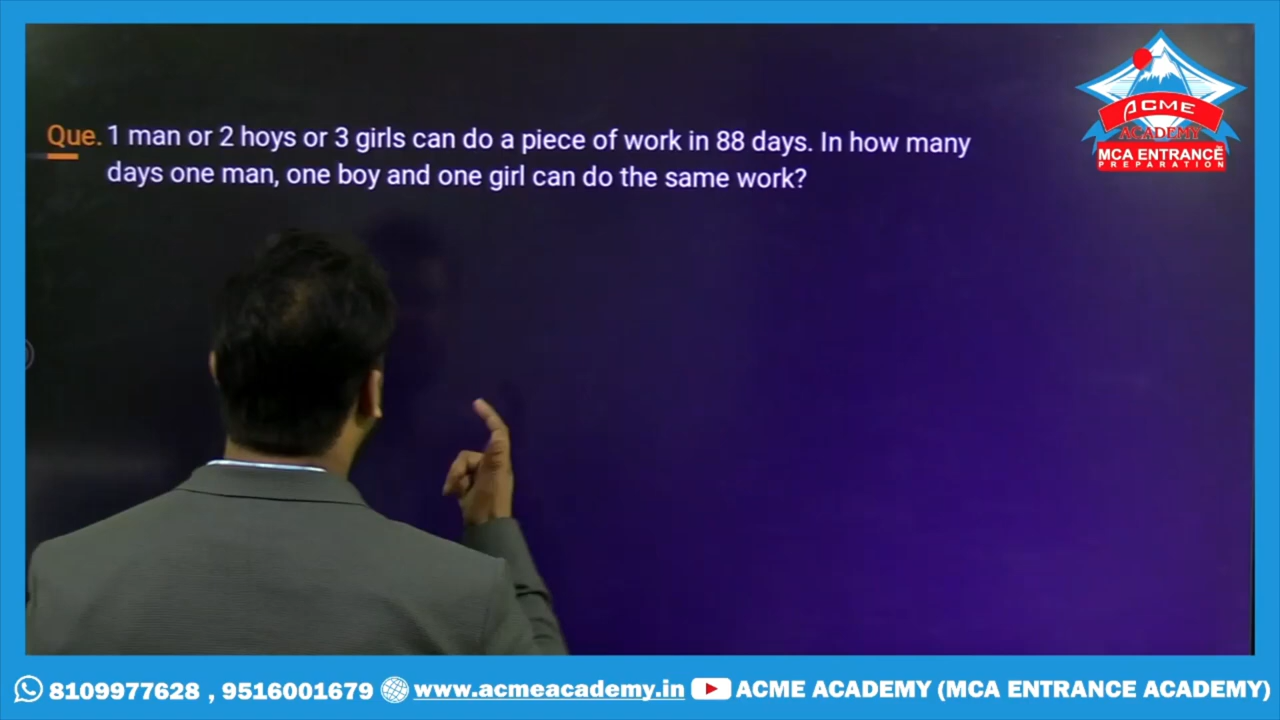 Que. 1 man or 2 hoys or 3 girls can do a piece of work in 88 days. In how many
days one man, one boy and one girl can do the same work?
ACME
ACADEMY
MCA ENTRANCE
PREPARATION
8109977628 , 9516001679 www.acmeacademy.in ACME ACADEMY (MCA ENTRANCE ACADEMY)